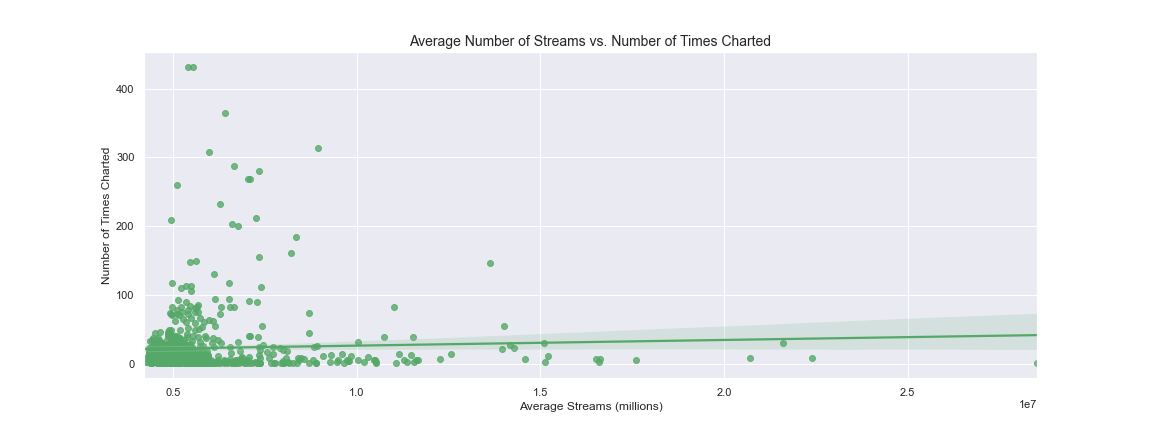 Average Number of Streams vs. Number of Times Charted
400
300
200
100
0
Number of Times Charted
0.5 1.0 1.5 2.0 2.5
1e7
Average Streams (millions)